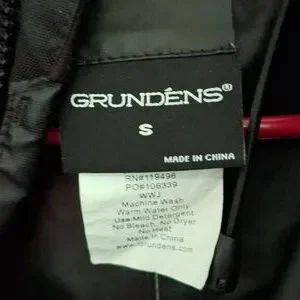 GRUNDÉNS®
S
MADE IN CHINA
RN#119496
PO#106339
WWJ
Machine Wash
Warm Water Only
Use Mild Detergent
No Bleach, No Dryer
No Heat
Made in China
www.grundens.com